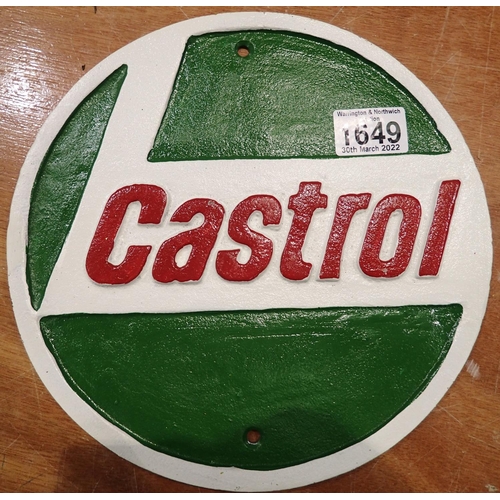 Warrington & Northwich
1649
30th March 2022
Castrol